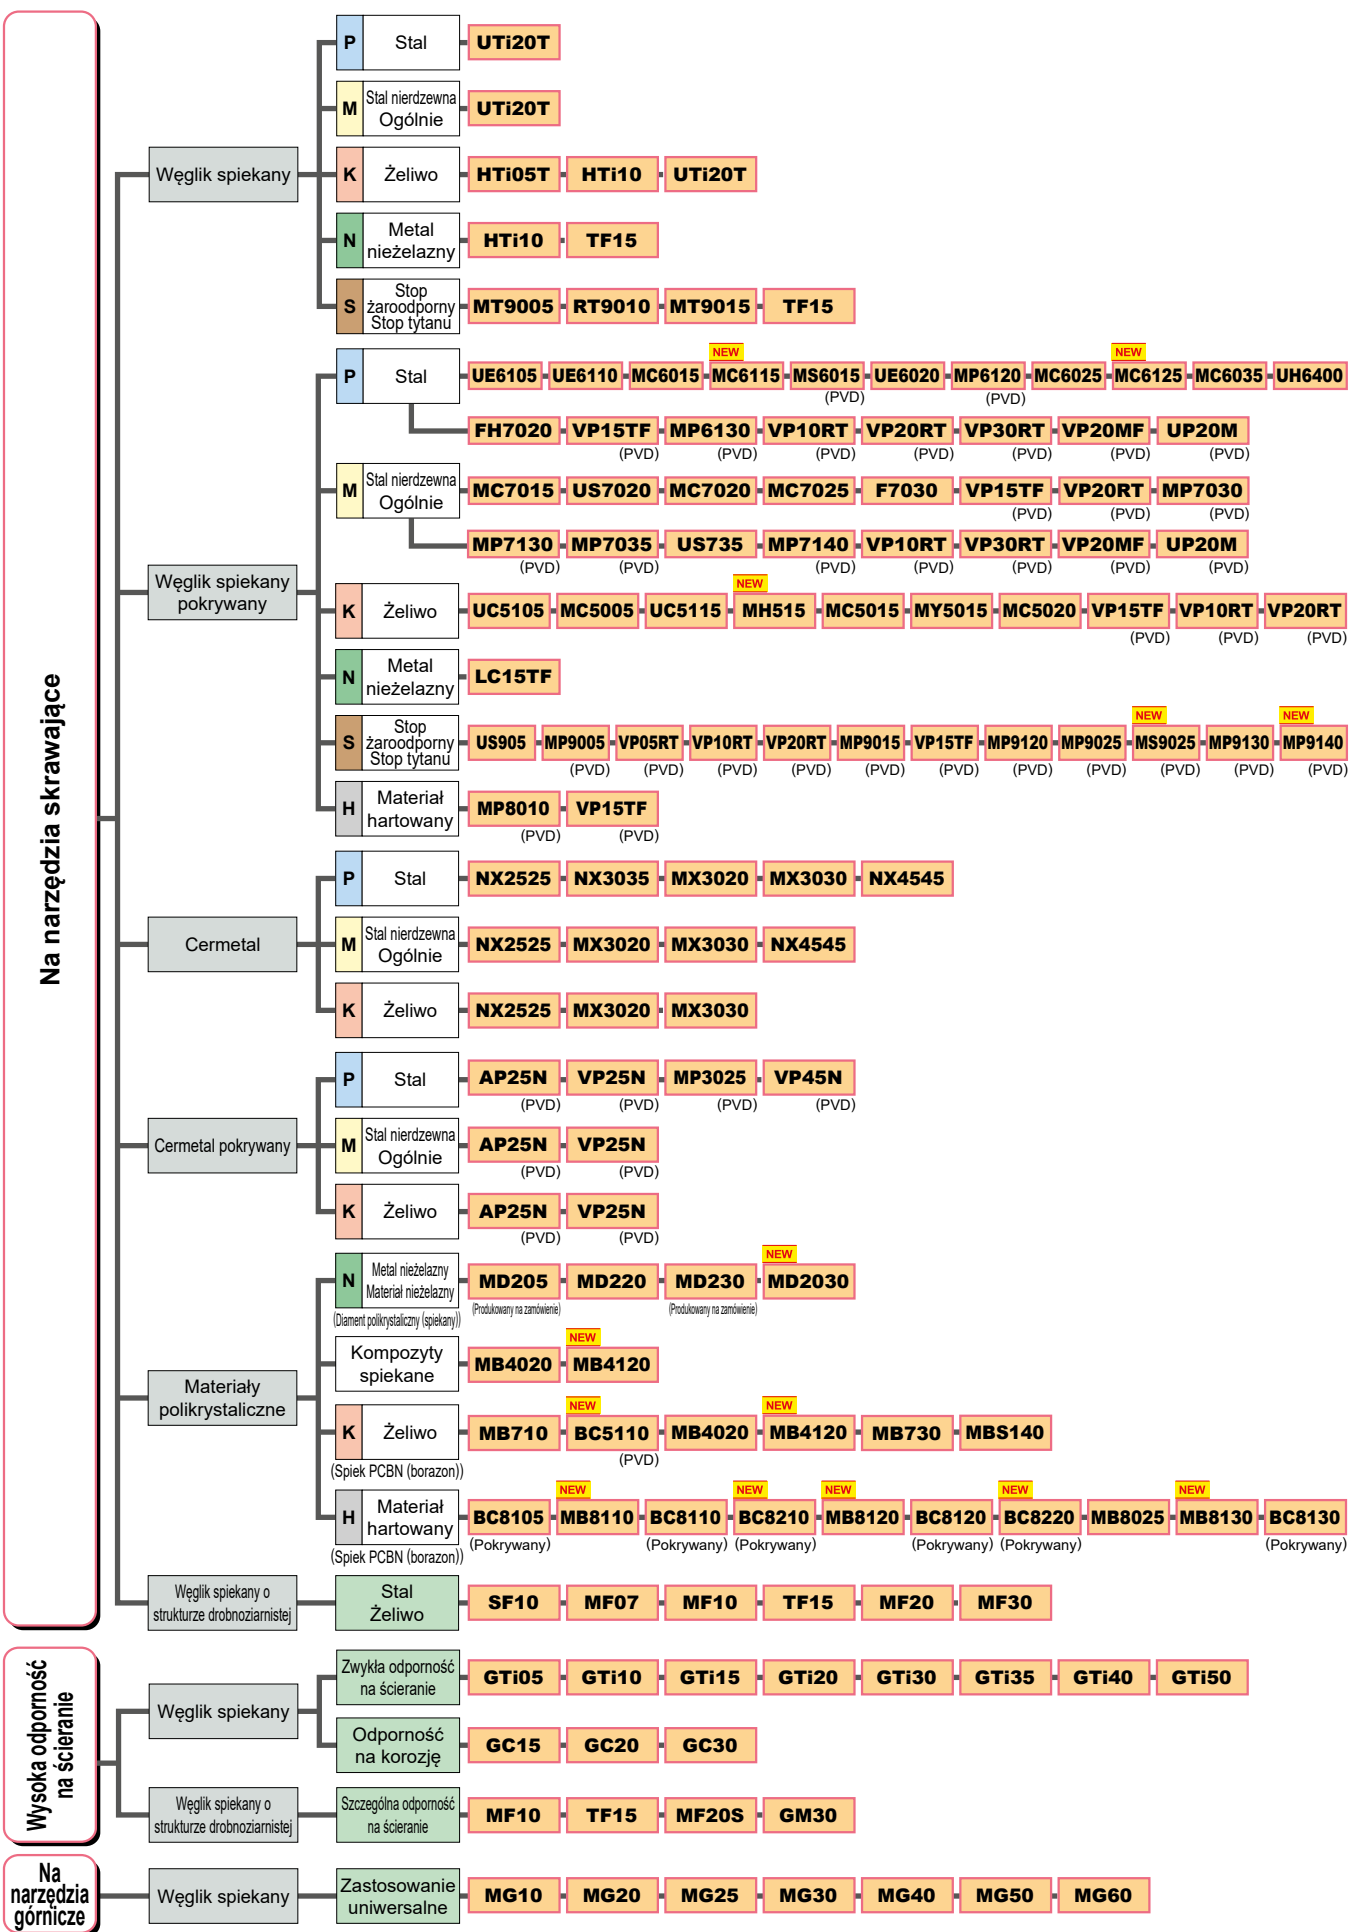 Na narzędzia skrawające
Węglik spiekany
P Stal UTi20T
M Stal nierdzewna
Ogólnie UTi20T
K Żeliwo HTi05T HTi10 UTi20T
N Metal
nieżelazny HTi10 TF15
S Stop
żaroodporny
Stop tytanu MT9005 RT9010 MT9015 TF15
Węglik spiekany
pokrywany
NEW NEW
P Stal UE6105 UE6110 MC6015 MC6115 MS6015 UE6020 MP6120 MC6025 MC6125 MC6035 UH6400
(PVD) (PVD)
FH7020 VP15TF MP6130 VP10RT VP20RT VP30RT VP20MF UP20M
(PVD) (PVD) (PVD) (PVD) (PVD) (PVD) (PVD)
M Stal nierdzewna
Ogólnie MC7015 US7020 MC7020 MC7025 F7030 VP15TF VP20RT MP7030
(PVD) (PVD) (PVD)
MP7130 MP7035 US735 MP7140 VP10RT VP30RT VP20MF UP20M
(PVD) (PVD) (PVD) (PVD) (PVD) (PVD) (PVD)
NEW
K Żeliwo UC5105 MC5005 UC5115 MH515 MC5015 MY5015 MC5020 VP15TF VP10RT VP20RT
(PVD) (PVD) (PVD)
N Metal
nieżelazny LC15TF
NEW NEW
S Stop
żaroodporny
Stop tytanu US905 MP9005 VP05RT VP10RT VP20RT MP9015 VP15TF MP9120 MP9025 MS9025 MP9130 MP9140
(PVD) (PVD) (PVD) (PVD) (PVD) (PVD) (PVD) (PVD) (PVD) (PVD) (PVD)
H Materiał
hartowany MP8010 VP15TF
(PVD) (PVD)
Cermetal
P Stal NX2525 NX3035 MX3020 MX3030 NX4545
M Stal nierdzewna
Ogólnie NX2525 MX3020 MX3030 NX4545
K Żeliwo NX2525 MX3020 MX3030
Cermetal pokrywany
P Stal AP25N VP25N MP3025 VP45N
(PVD) (PVD) (PVD) (PVD)
M Stal nierdzewna
Ogólnie AP25N VP25N
(PVD) (PVD)
K Żeliwo AP25N VP25N
(PVD) (PVD)
Materiały
polikrystaliczne
NEW
N Metal nieżelazny
Materiał nieżelazny MD205 MD220 MD230 MD2030
(Produkowany na zamówienie) (Produkowany na zamówienie)
(Diament polikrystaliczny (spiekany))
NEW
Kompozyty
spiekane MB4020 MB4120
NEW NEW
K Żeliwo MB710 BC5110 MB4020 MB4120 MB730 MBS140
(PVD)
(Spiek PCBN (borazon))
NEW NEW NEW NEW NEW
H Materiał
hartowany BC8105 MB8110 BC8110 BC8210 MB8120 BC8120 BC8220 MB8025 MB8130 BC8130
(Pokrywany) (Pokrywany) (Pokrywany) (Pokrywany) (Pokrywany) (Pokrywany)
(Spiek PCBN (borazon))
Węglik spiekany o
strukturze drobnoziarnistej
Stal
Żeliwo SF10 MF07 MF10 TF15 MF20 MF30
Wysoka odporność
na ścieranie
Węglik spiekany
Zwykła odporność
na ścieranie GTi05 GTi10 GTi15 GTi20 GTi30 GTi35 GTi40 GTi50
Odporność
na korozję GC15 GC20 GC30
Węglik spiekany o
strukturze drobnoziarnistej
Szczególna odporność
na ścieranie MF10 TF15 MF20S GM30
Na
narzędzia
górnicze
Węglik spiekany
Zastosowanie
uniwersalne MG10 MG20 MG25 MG30 MG40 MG50 MG60